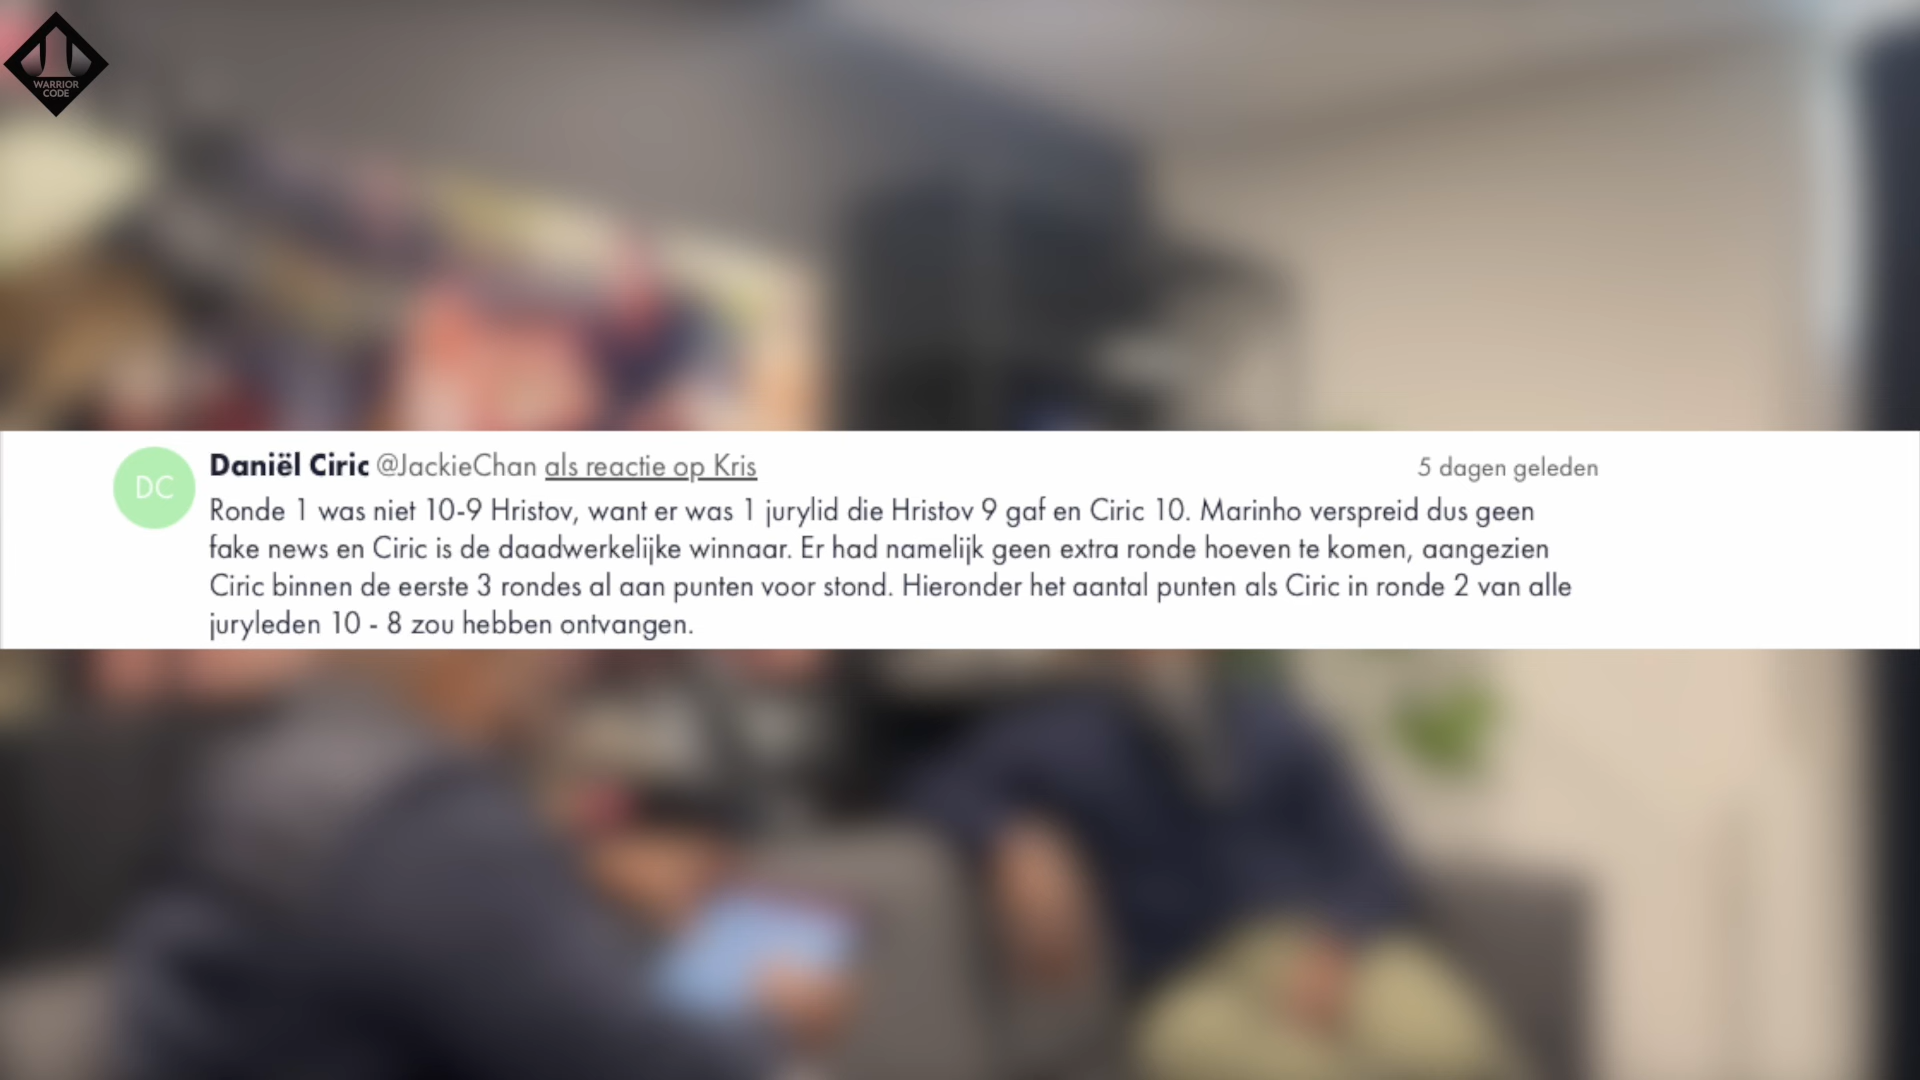 WARRIOR
CODE
DC
Daniël Ciric @JackieChan als reactie op Kris
5 dagen geleden
Ronde 1 was niet 10-9 Hristov, want er was 1 jurylid die Hristov 9 gaf en Ciric 10. Marinho verspreid dus geen
fake news en Ciric is de daadwerkelijke winnaar. Er had namelijk geen extra ronde hoeven te komen, aangezien
Ciric binnen de eerste 3 rondes al aan punten voor stond. Hieronder het aantal punten als Ciric in ronde 2 van alle
juryleden 10 - 8 zou hebben ontvangen.